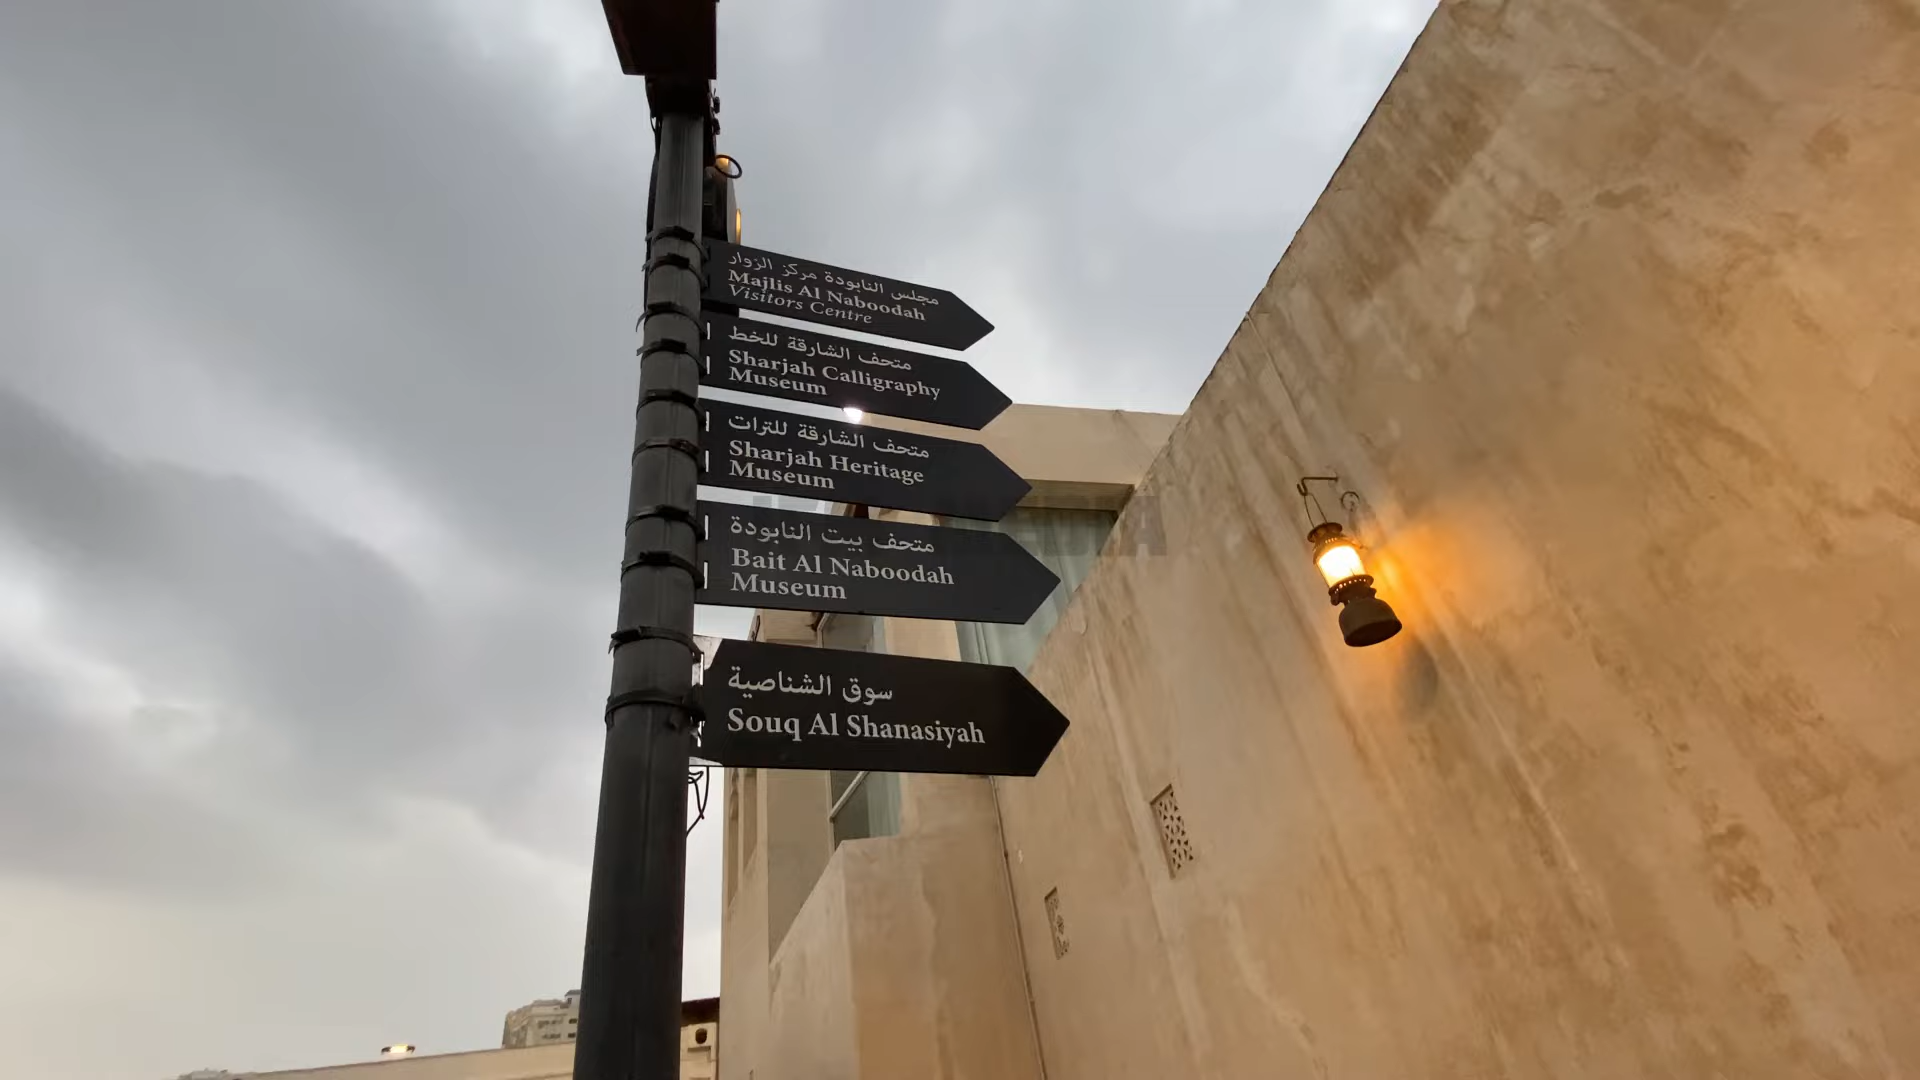 مجلس النابودة مركز الزوار
Majlis Al Naboodah
Visitors Centre
متحف الشارقة للخط
Sharjah Calligraphy
Museum
متحف الشارقة للتراث
Sharjah Heritage
Museum
متحف بيت النابودة
Bait Al Naboodah
Museum
سوق الشناصية
Souq Al Shanasiyah